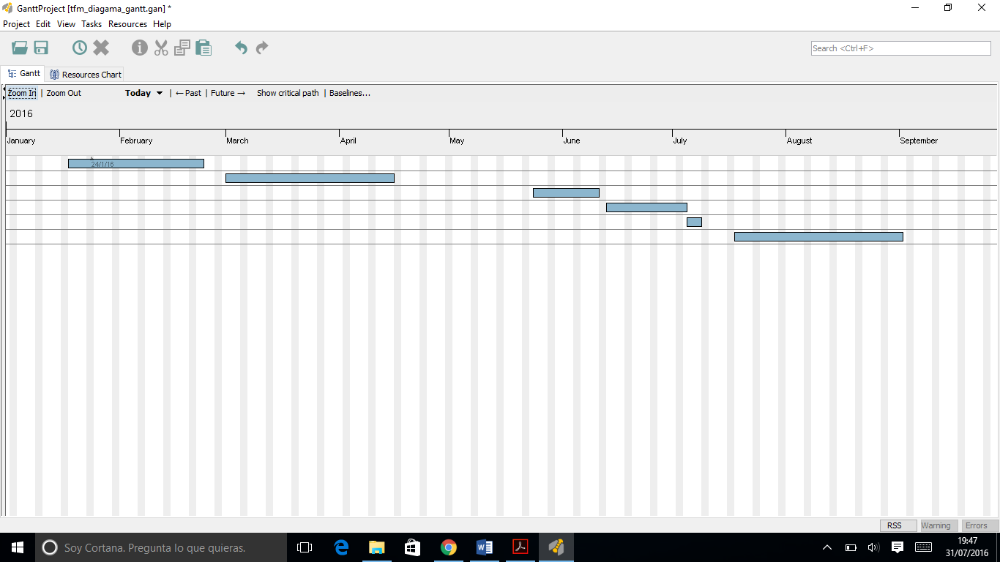 GanttProject [tfm_diagama_gantt.gan] *
Project Edit View Tasks Resources Help
Search <Ctrl+F>
Gantt Resources Chart
Zoom In | Zoom Out Today | ← Past | Future → Show critical path | Baselines...
2016
January February March April May June July August September
24/1/16
RSS Warning Errors
Soy Cortana. Pregunta lo que quieras.
19:47
31/07/2016